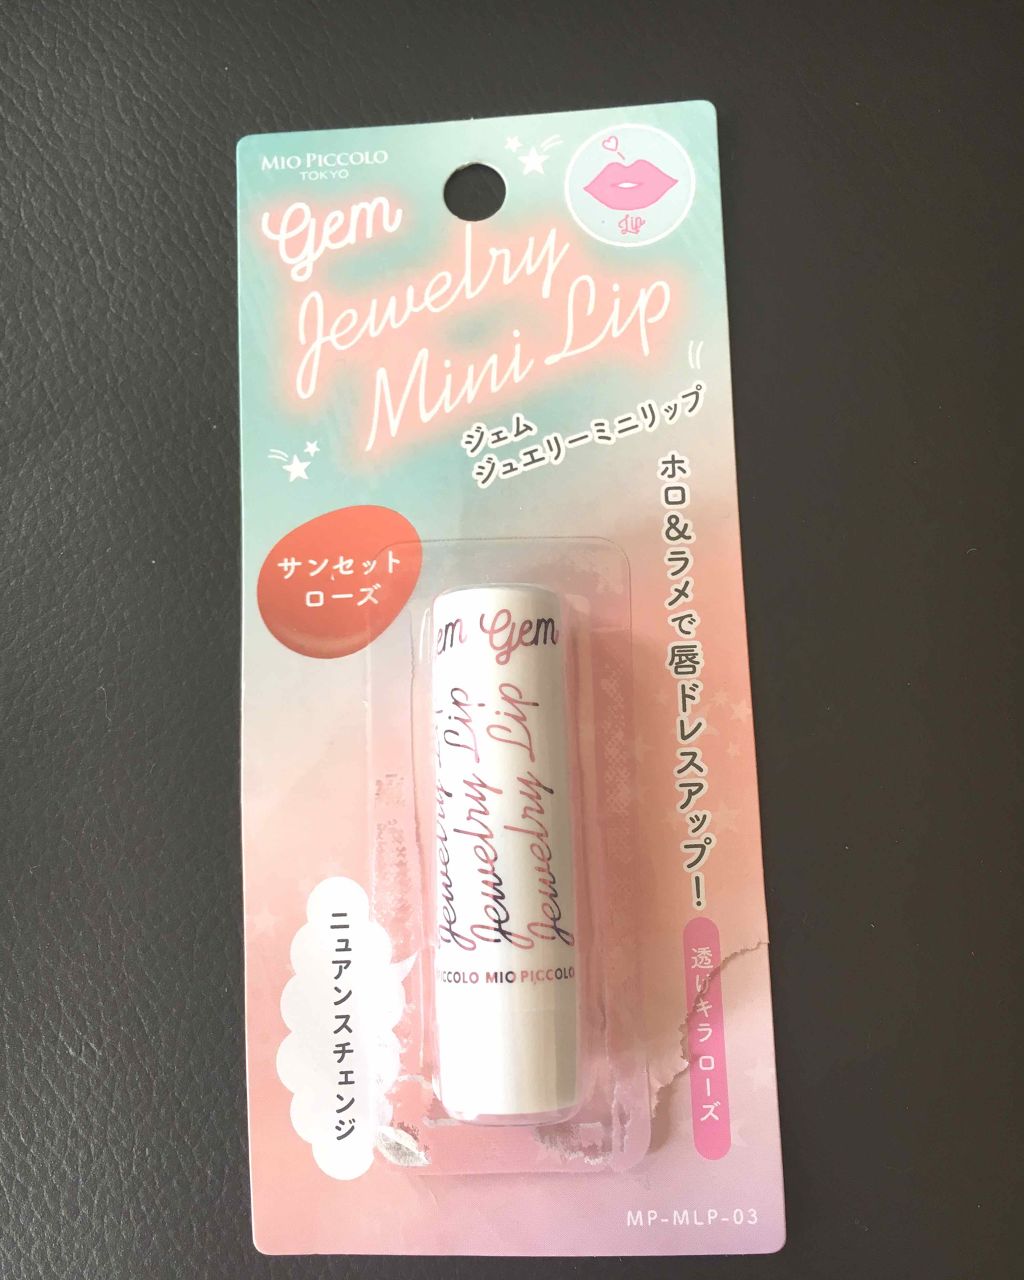 MIO PICCOLO
TOKYO
Gem
Jewelry
Mini Lip
Lip
ジェム
ジュエリーミニリップ
ホロ&ラメで唇ドレスアップ!
サンセット
ローズ
em Gem
Jewelry Lip
Jewelry Lip
Jewelry Lip
PICCOLO MIO PICCOLO
ニュアンスチェンジ
透けキラ ローズ
MP-MLP-03